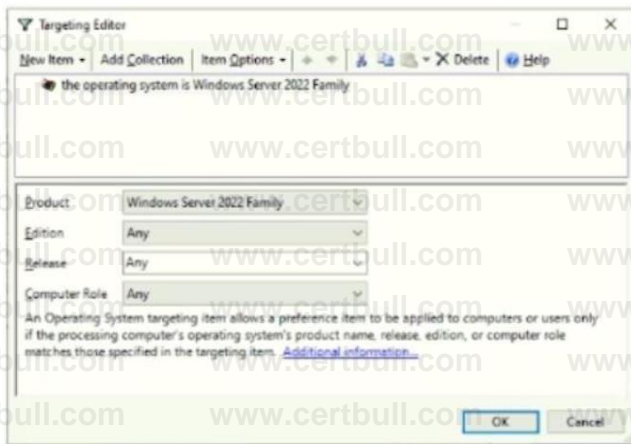 Targeting Editor
New Item Add Collection Item Options Delete Help
the operating system is Windows Server 2022 Family
Product Windows Server 2022 Family
Edition Any
Release Any
Computer Role Any
An Operating System targeting item allows a preference item to be applied to computers or users only
if the processing computer's operating system's product name, release, edition, or computer role
matches those specified in the targeting item. Additional information...
OK Cancel
www.certbull.com